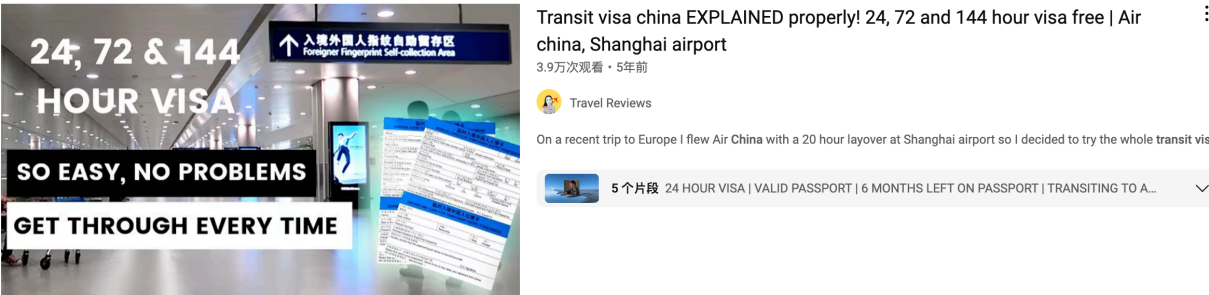 24, 72 & 144
HOUR VISA
SO EASY, NO PROBLEMS
GET THROUGH EVERY TIME
入境外国人指纹自助留存区
Foreigner Fingerprint Self-collection Area
Transit visa china EXPLAINED properly! 24, 72 and 144 hour visa free | Air
china, Shanghai airport
3.9万次观看・5年前
Travel Reviews
On a recent trip to Europe I flew Air China with a 20 hour layover at Shanghai airport so I decided to try the whole transit vis
5 个片段 24 HOUR VISA | VALID PASSPORT | 6 MONTHS LEFT ON PASSPORT | TRANSITING TO A...